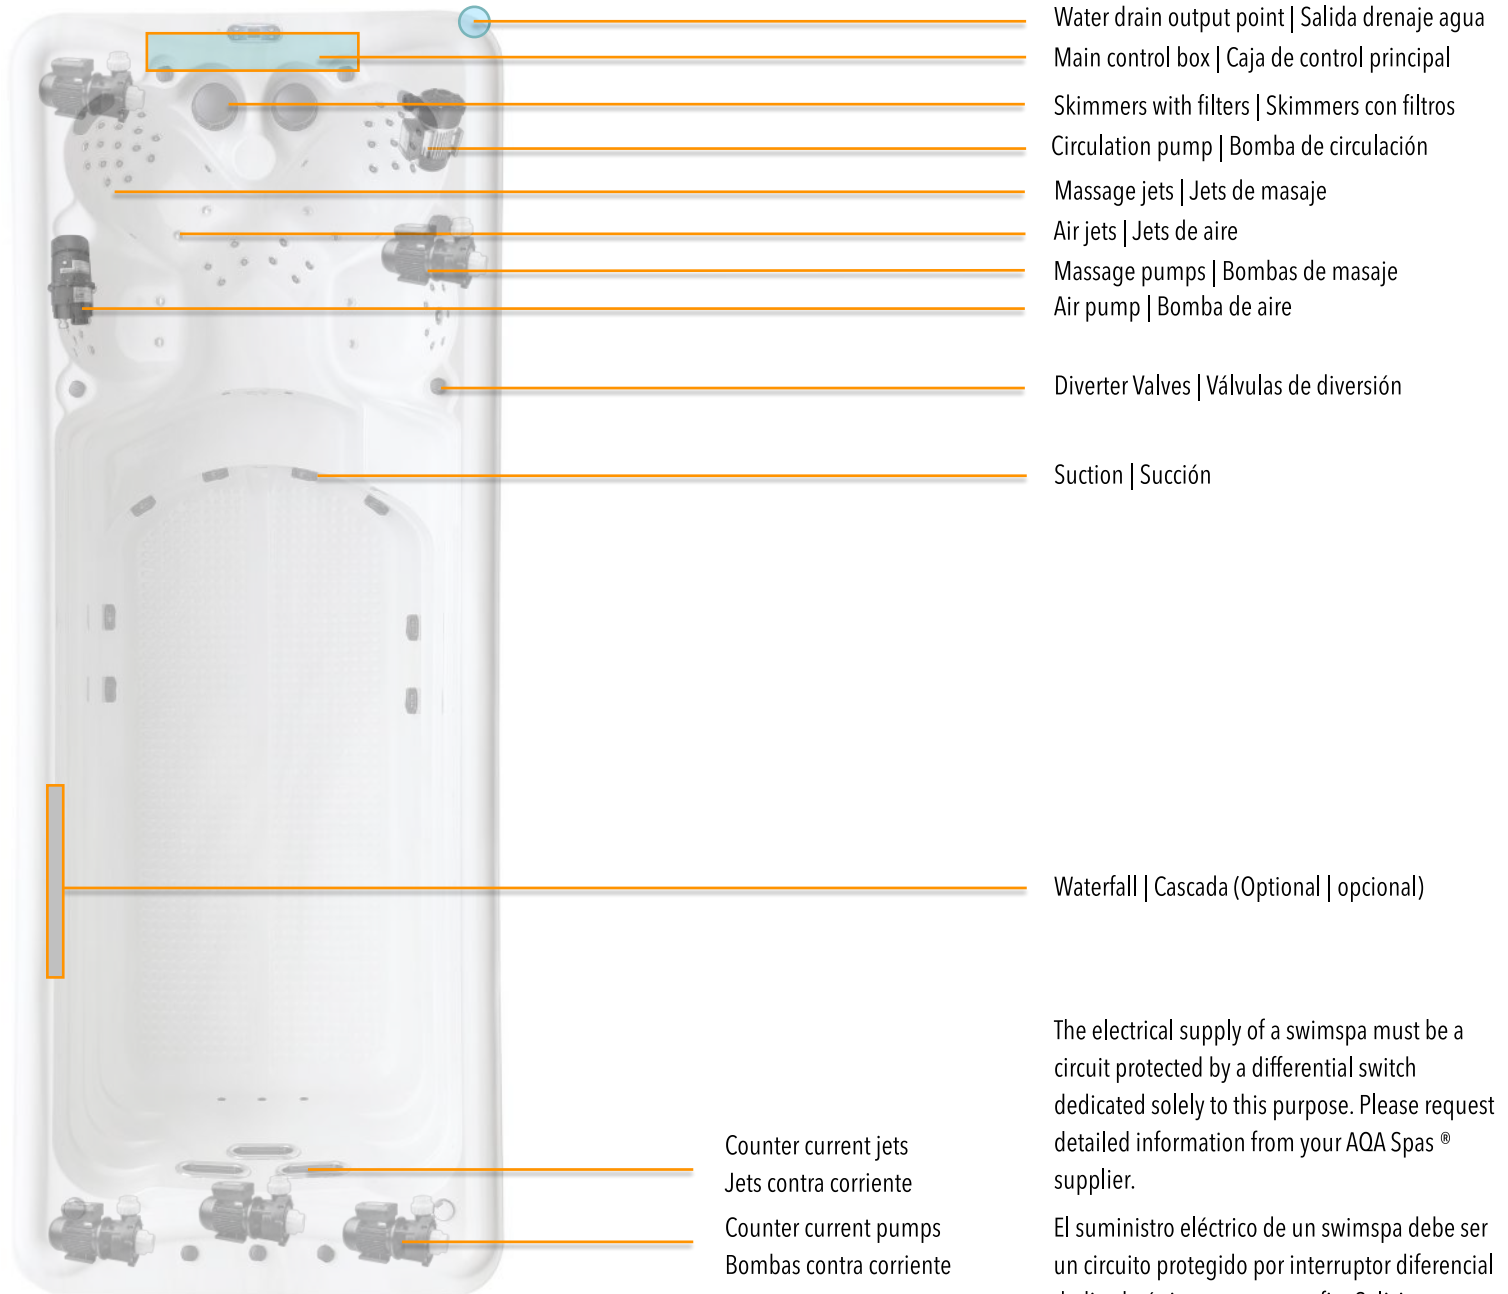 Water drain output point | Salida drenaje agua
Main control box | Caja de control principal
Skimmers with filters | Skimmers con filtros
Circulation pump | Bomba de circulación
Massage jets | Jets de masaje
Air jets | Jets de aire
Massage pumps | Bombas de masaje
Air pump | Bomba de aire
Diverter Valves | Válvulas de diversión
Suction | Succión
Waterfall | Cascada (Optional | opcional)
Counter current jets
Jets contra corriente
Counter current pumps
Bombas contra corriente
The electrical supply of a swimspa must be a
circuit protected by a differential switch
dedicated solely to this purpose. Please request
detailed information from your AQA Spas ®
supplier.
El suministro eléctrico de un swimspa debe ser
un circuito protegido por interruptor diferencial